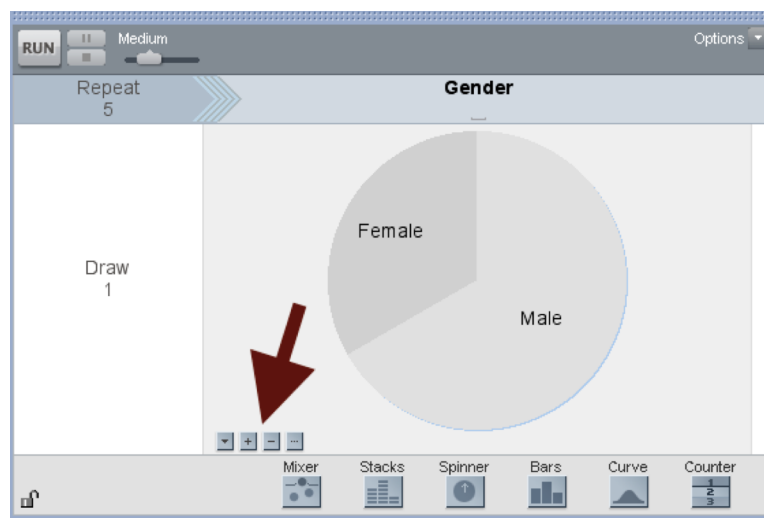 RUN
Medium
Options
Repeat
5
Gender
Female
Male
Draw
1
Mixer
Stacks
Spinner
Bars
Curve
Counter
1
2
3